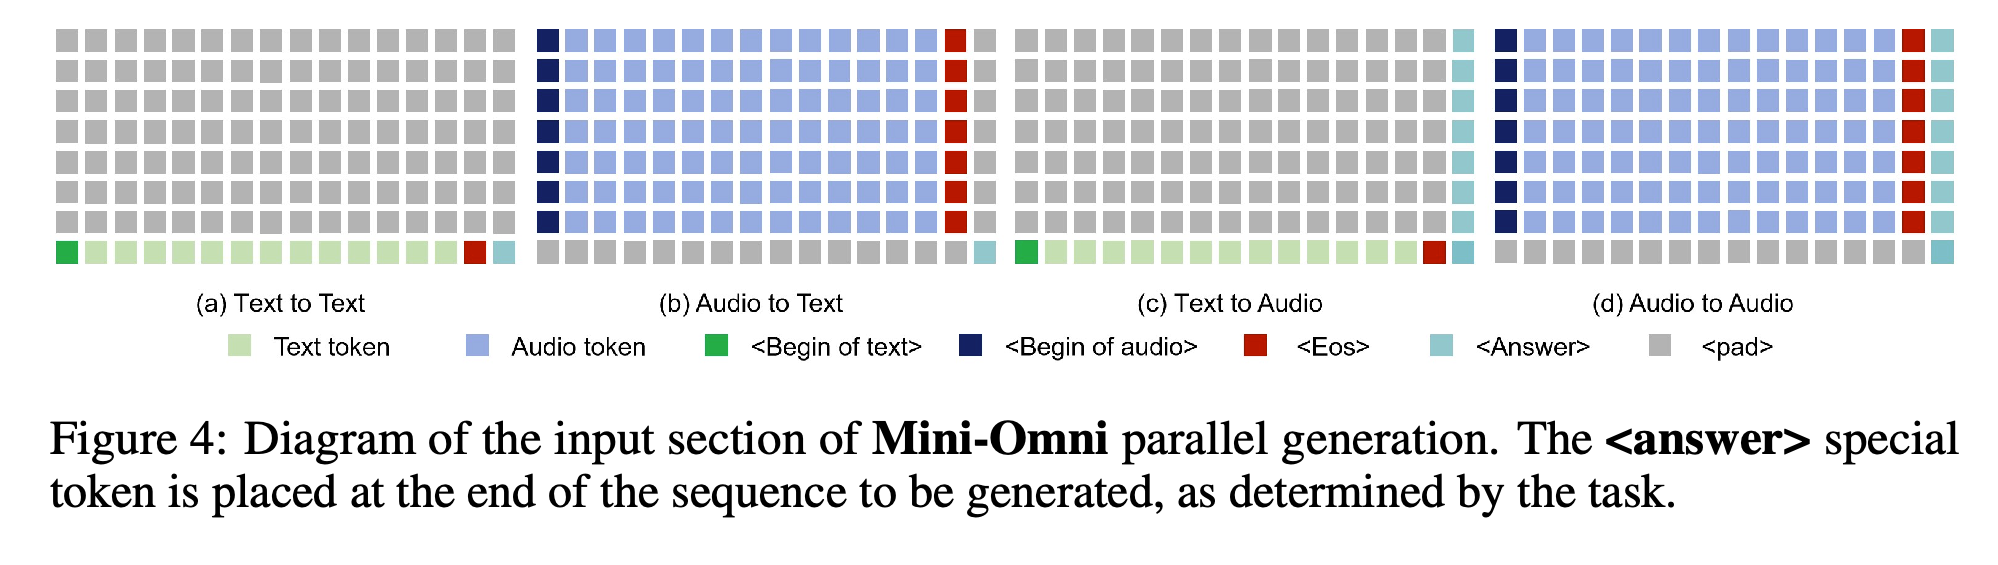 (a) Text to Text (b) Audio to Text (c) Text to Audio (d) Audio to Audio
Text token Audio token <Begin of text> <Begin of audio> <Eos> <Answer> <pad>
Figure 4: Diagram of the input section of Mini-Omni parallel generation. The <answer> special
token is placed at the end of the sequence to be generated, as determined by the task.